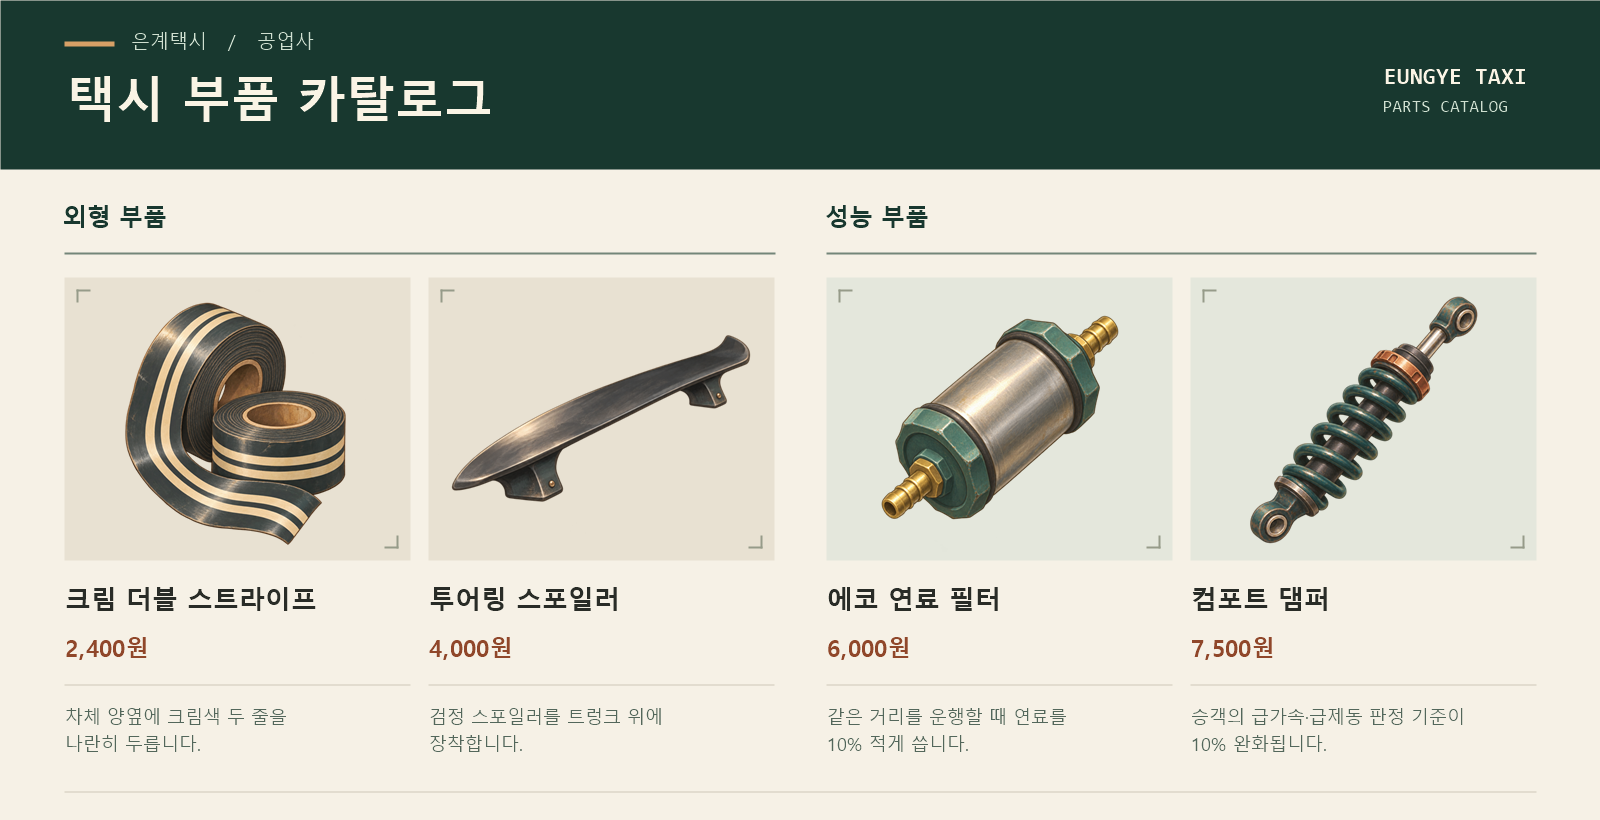 은계택시 / 공업사
택시 부품 카탈로그
EUNGYE TAXI
PARTS CATALOG
외형 부품
크림 더블 스트라이프
2,400원
차체 양옆에 크림색 두 줄을
나란히 두릅니다.
투어링 스포일러
4,000원
검정 스포일러를 트렁크 위에
장착합니다.
성능 부품
에코 연료 필터
6,000원
같은 거리를 운행할 때 연료를
10% 적게 씁니다.
컴포트 댐퍼
7,500원
승객의 급가속·급제동 판정 기준이
10% 완화됩니다.